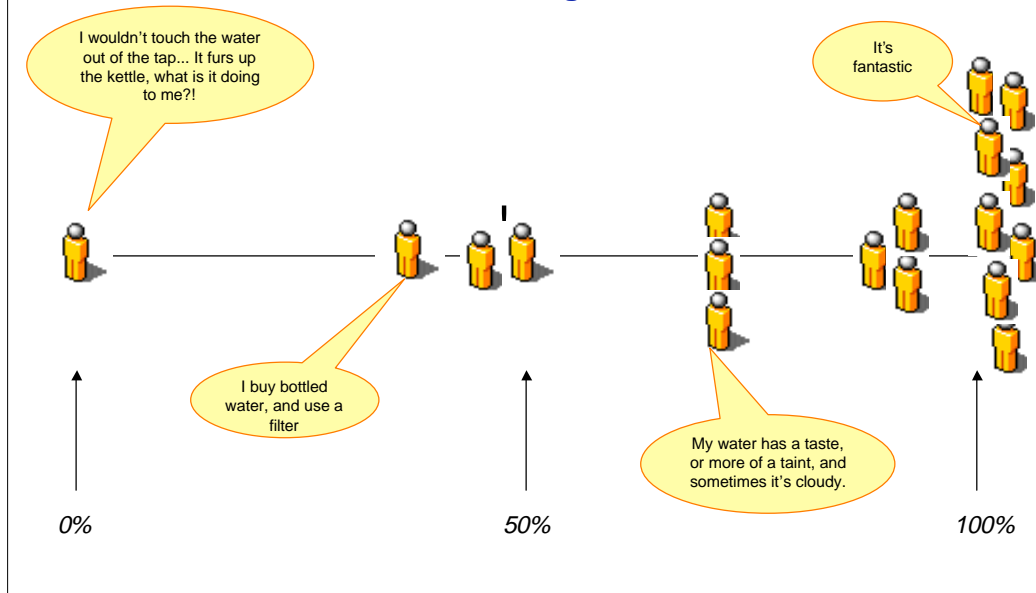 I wouldn't touch the water
out of the tap... It furs up
the kettle, what is it doing
to me?!
It's
fantastic
I buy bottled
water, and use a
filter
My water has a taste,
or more of a taint, and
sometimes it's cloudy.
0%
50%
100%